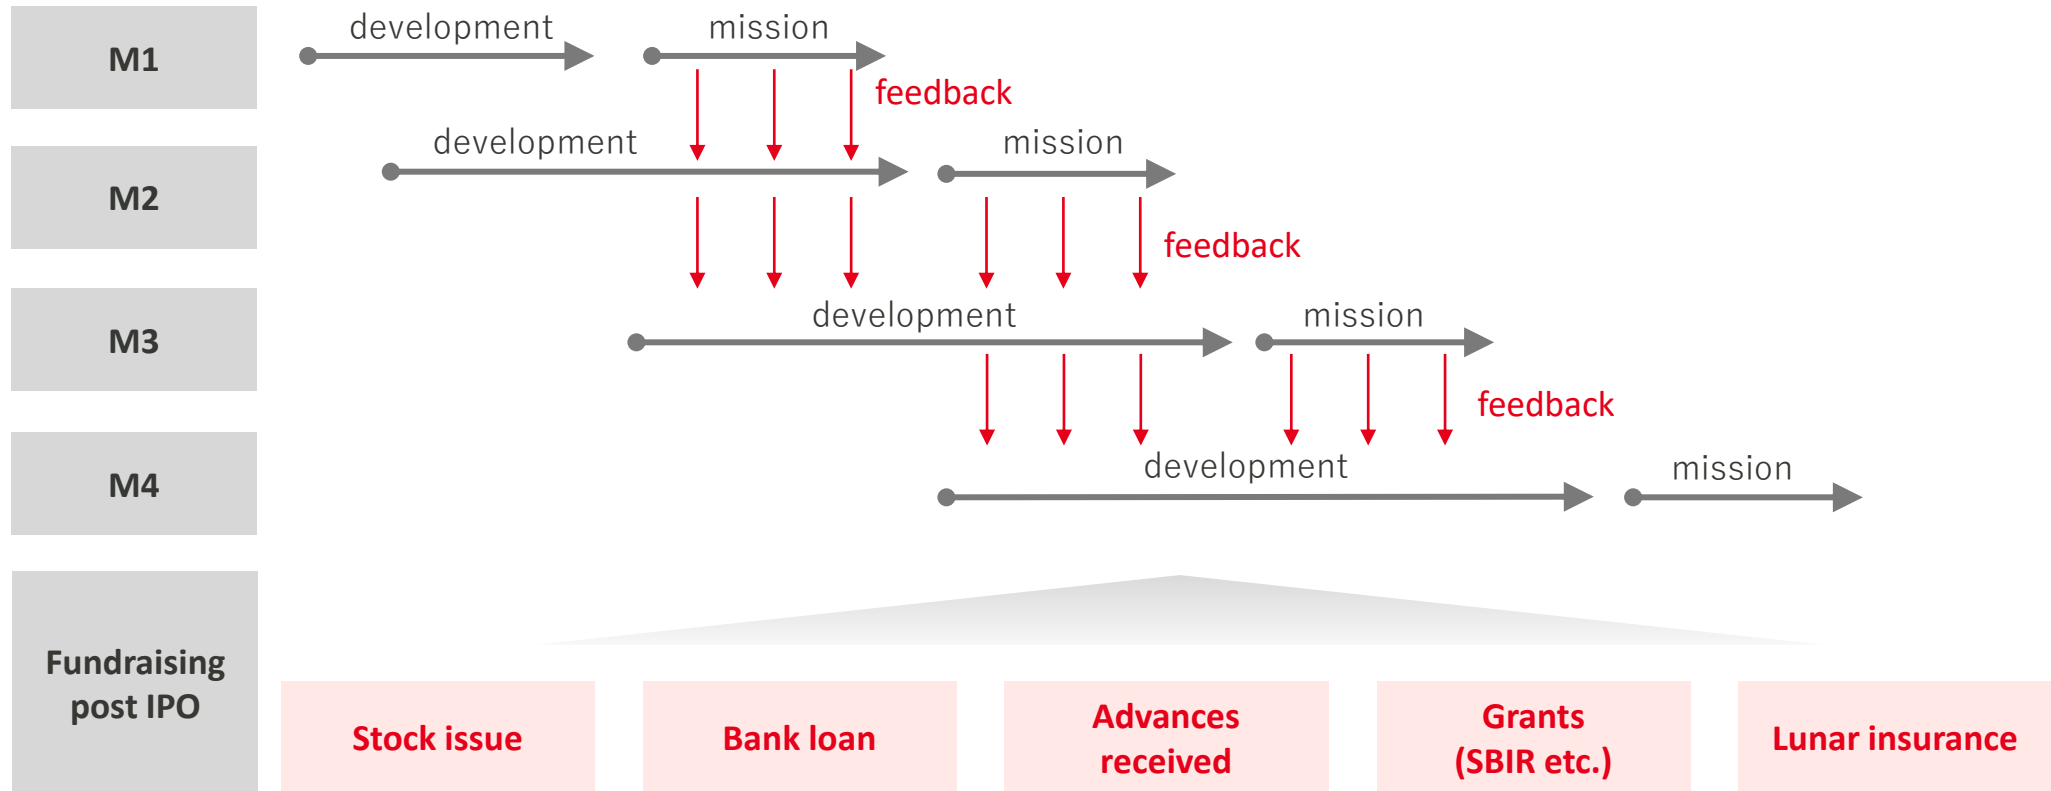 development
mission
M1
feedback
development
mission
M2
feedback
development
mission
M3
feedback
development
mission
M4
Fundraising
post IPO
Stock issue
Bank loan
Advances
received
Grants
(SBIR etc.)
Lunar insurance